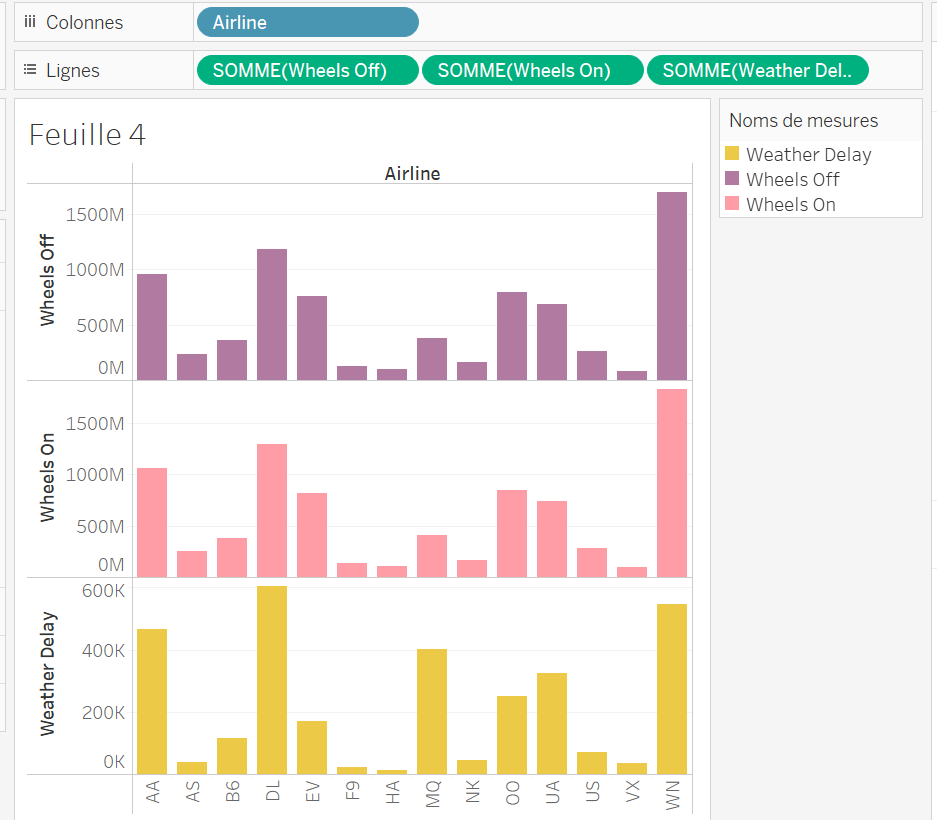 Colonnes
Airline
Lignes
SOMME(Wheels Off)
SOMME(Wheels On)
SOMME(Weather Del..
Feuille 4
Noms de mesures
Weather Delay
Wheels Off
Wheels On
Airline
Wheels Off
1500M
1000M
500M
0M
Wheels On
1500M
1000M
500M
0M
Weather Delay
600K
400K
200K
0K
AA AS B6 DL EV F9 HA MQ NK OO UA US VX WN